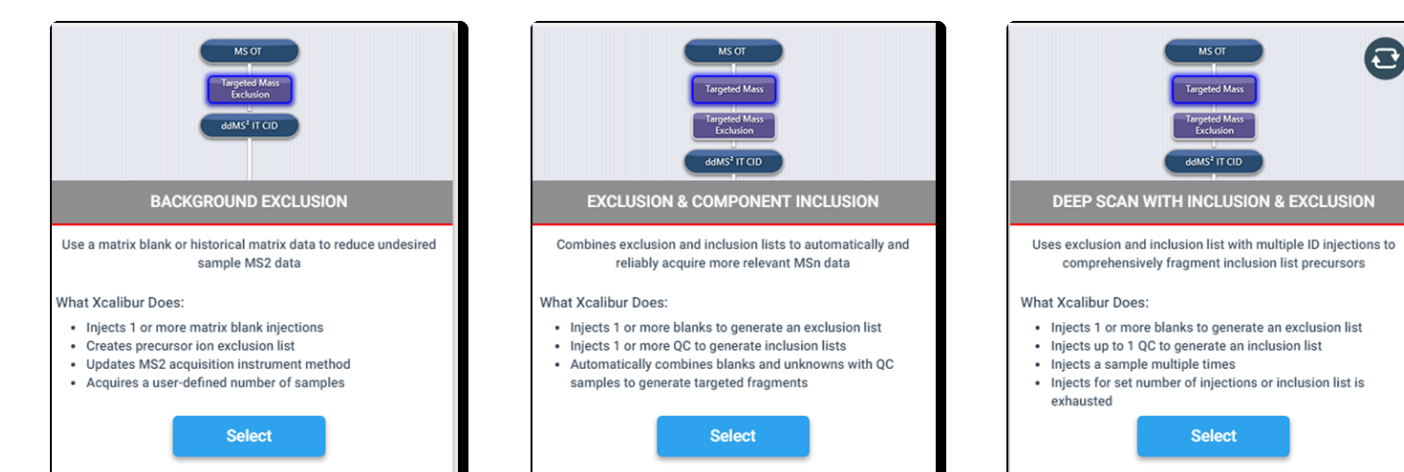 MS OT
Targeted Mass
Exclusion
ddMS² IT CID
BACKGROUND EXCLUSION
Use a matrix blank or historical matrix data to reduce undesired
sample MS2 data
What Xcalibur Does:
• Injects 1 or more matrix blank injections
• Creates precursor ion exclusion list
• Updates MS2 acquisition instrument method
• Acquires a user-defined number of samples
Select
MS OT
Targeted Mass
Targeted Mass
Exclusion
ddMS² IT CID
EXCLUSION & COMPONENT INCLUSION
Combines exclusion and inclusion lists to automatically and
reliably acquire more relevant MSn data
What Xcalibur Does:
• Injects 1 or more blanks to generate an exclusion list
• Injects 1 or more QC to generate inclusion lists
• Automatically combines blanks and unknowns with QC
samples to generate targeted fragments
Select
MS OT
Targeted Mass
Targeted Mass
Exclusion
ddMS² IT CID
DEEP SCAN WITH INCLUSION & EXCLUSION
Uses exclusion and inclusion list with multiple ID injections to
comprehensively fragment inclusion list precursors
What Xcalibur Does:
• Injects 1 or more blanks to generate an exclusion list
• Injects up to 1 QC to generate an inclusion list
• Injects a sample multiple times
• Injects for set number of injections or inclusion list is
exhausted
Select